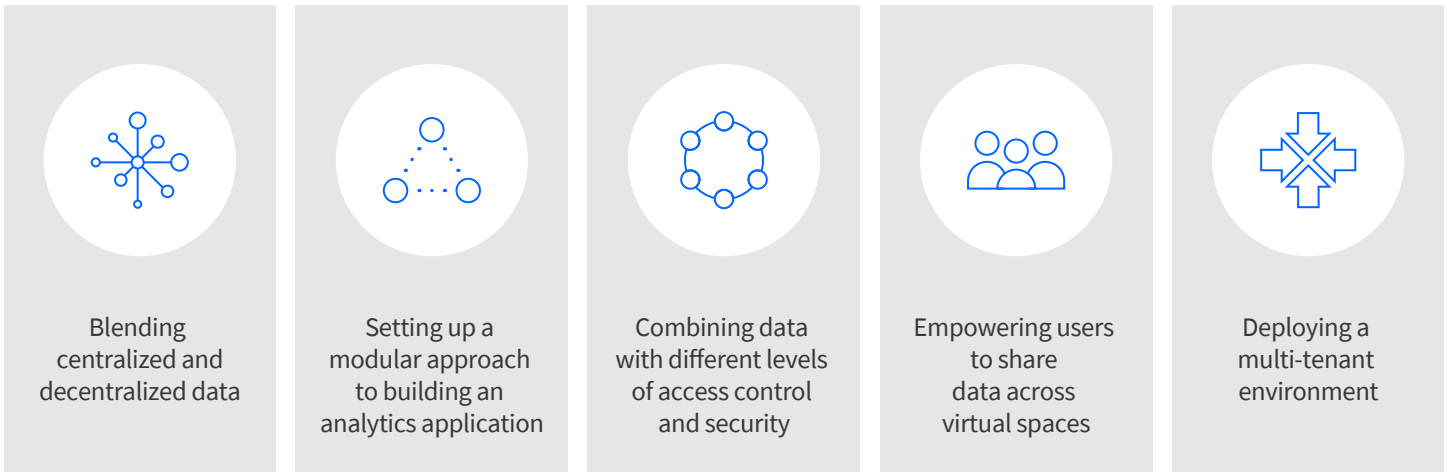 Blending
centralized and
decentralized data
Setting up a
modular approach
to building an
analytics application
Combining data
with different levels
of access control
and security
Empowering users
to share
data across
virtual spaces
Deploying a
multi-tenant
environment